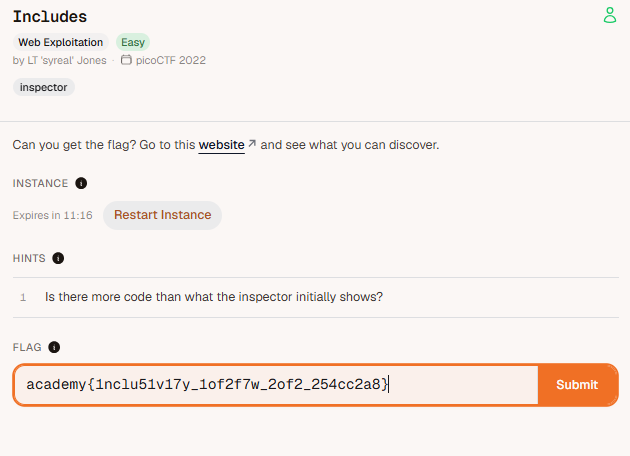 Includes
Web Exploitation Easy
by LT 'syreal' Jones · picoCTF 2022
inspector
Can you get the flag? Go to this website ↗ and see what you can discover.
INSTANCE
Expires in 11:16 Restart Instance
HINTS
1 Is there more code than what the inspector initially shows?
FLAG
academy{1nclu51v17y_1of2f7w_2of2_254cc2a8}
Submit